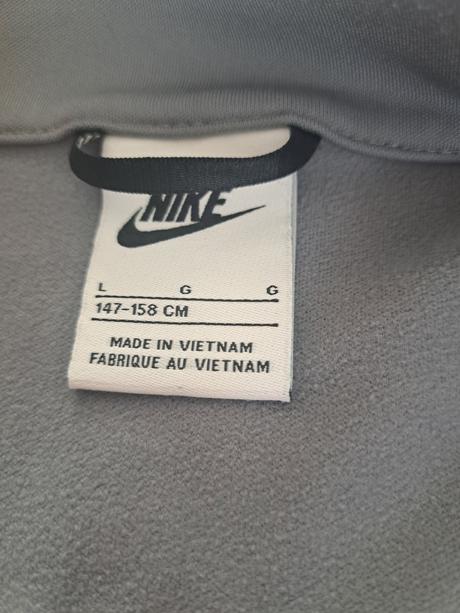 NIKE
L G G
147-158 CM
MADE IN VIETNAM
FABRIQUE AU VIETNAM